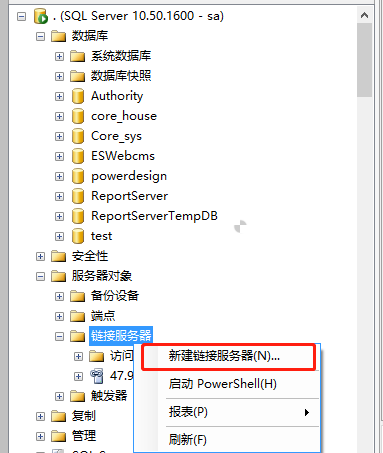 . (SQL Server 10.50.1600 - sa)
数据库
系统数据库
数据库快照
Authority
core_house
Core_sys
ESWebcms
powerdesign
ReportServer
ReportServerTempDB
test
安全性
服务器对象
备份设备
端点
链接服务器
访问
新建链接服务器(N)...
47.9
启动 PowerShell(H)
触发器
报表(P)
复制
管理
刷新(F)